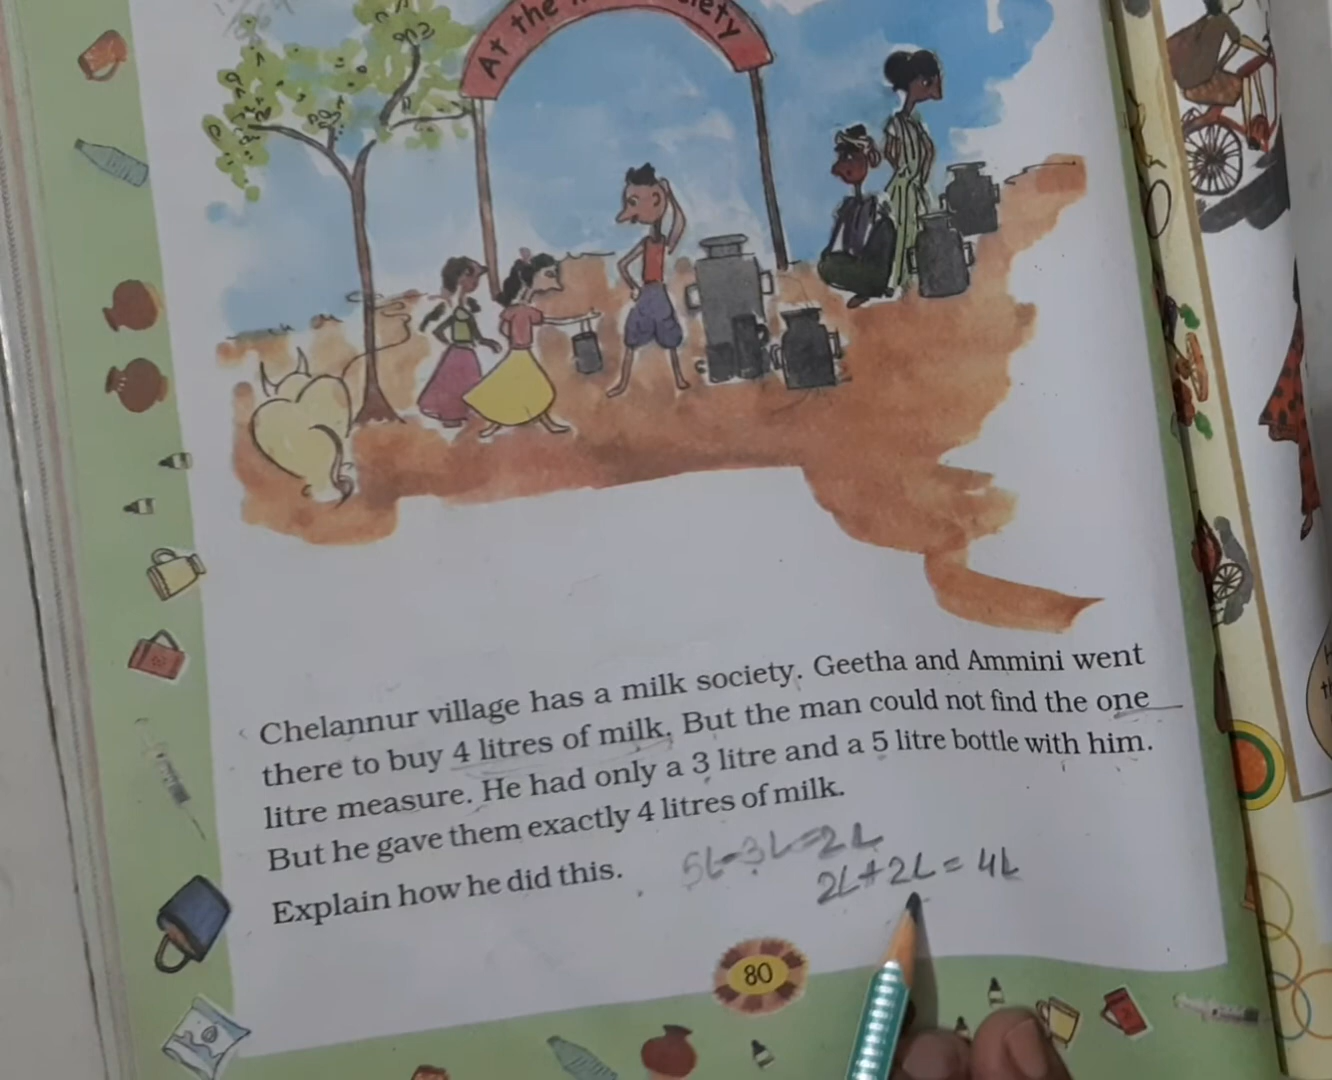 At the
Chelannur village has a milk society. Geetha and Ammini went
there to buy 4 litres of milk. But the man could not find the one
litre measure. He had only a 3 litre and a 5 litre bottle with him.
But he gave them exactly 4 litres of milk.
Explain how he did this.
5L-3L=2L
2L+2L=4L
80